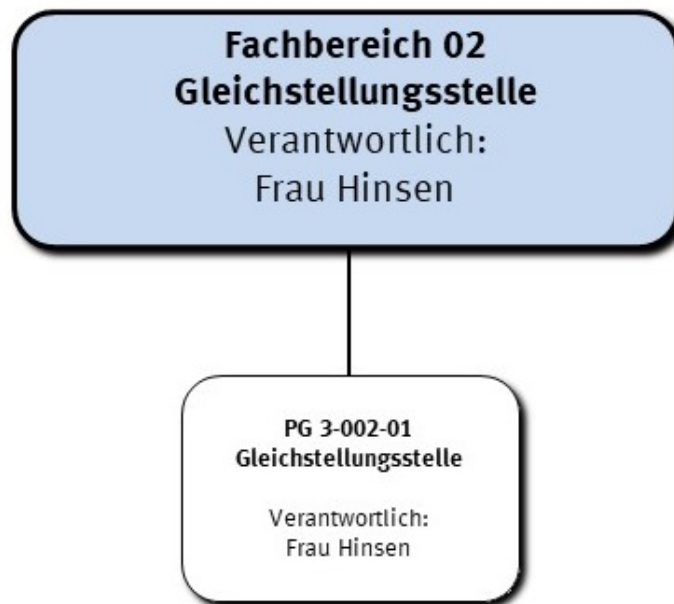 Fachbereich 02
Gleichstellungsstelle
Verantwortlich:
Frau Hinsen
PG 3-002-01
Gleichstellungsstelle
Verantwortlich:
Frau Hinsen